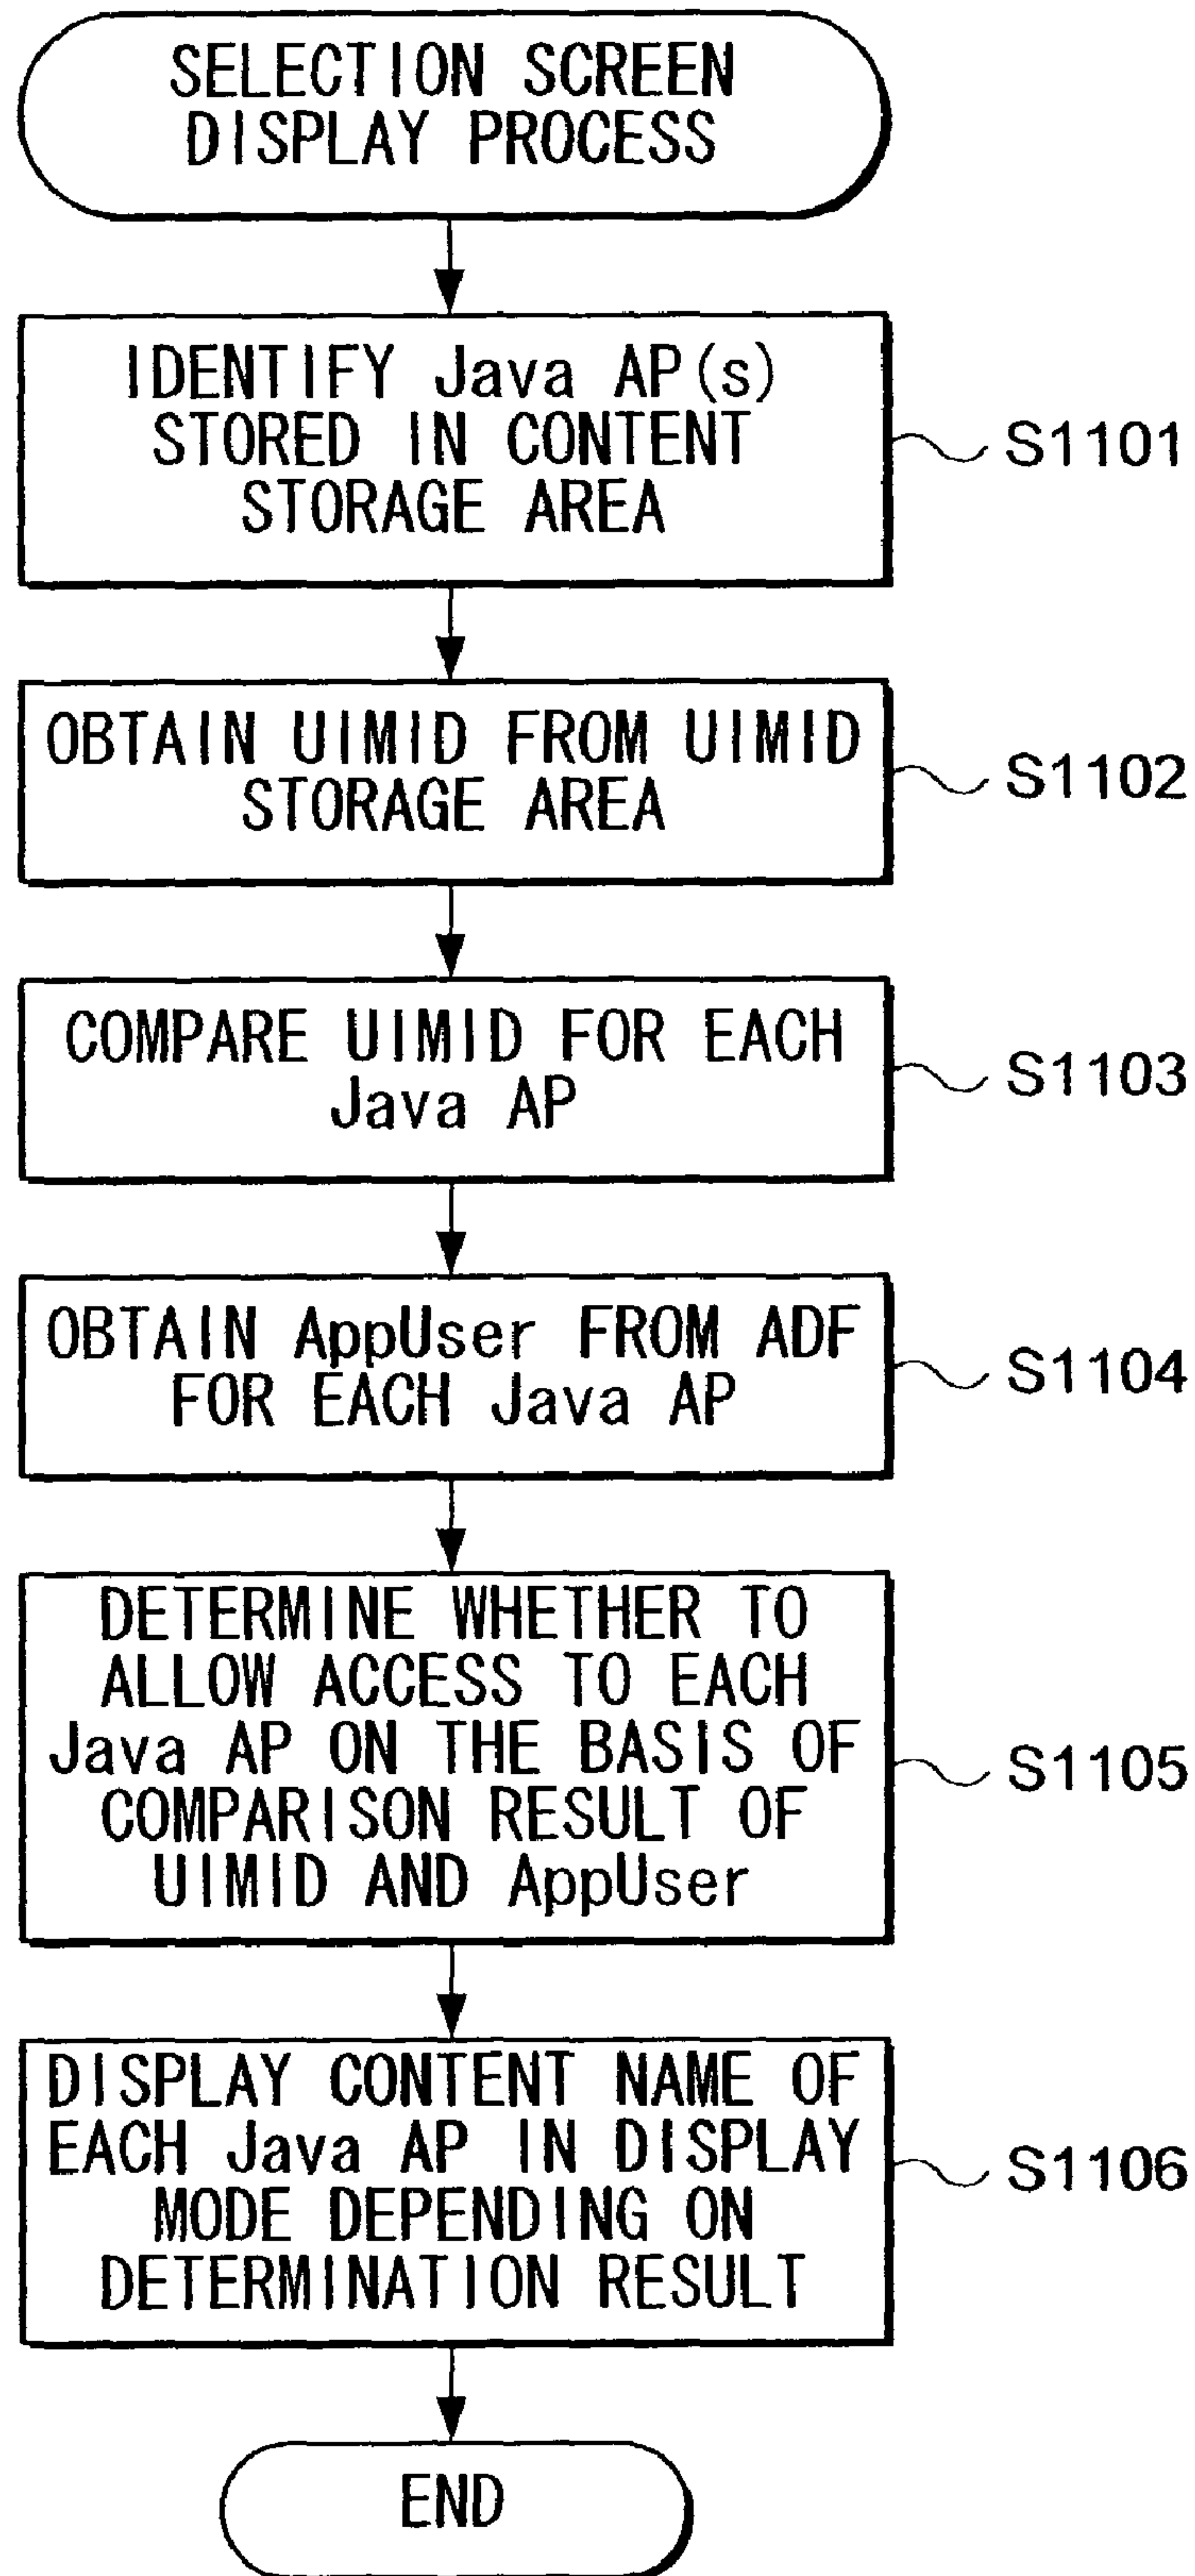 SELECTION SCREEN
DISPLAY PROCESS
IDENTIFY Java AP(s)
STORED IN CONTENT
STORAGE AREA
S1101
OBTAIN UIMID FROM UIMID
STORAGE AREA
S1102
COMPARE UIMID FOR EACH
Java AP
S1103
OBTAIN AppUser FROM ADF
FOR EACH Java AP
S1104
DETERMINE WHETHER TO
ALLOW ACCESS TO EACH
Java AP ON THE BASIS OF
COMPARISON RESULT OF
UIMID AND AppUser
S1105
DISPLAY CONTENT NAME OF
EACH Java AP IN DISPLAY
MODE DEPENDING ON
DETERMINATION RESULT
S1106
END